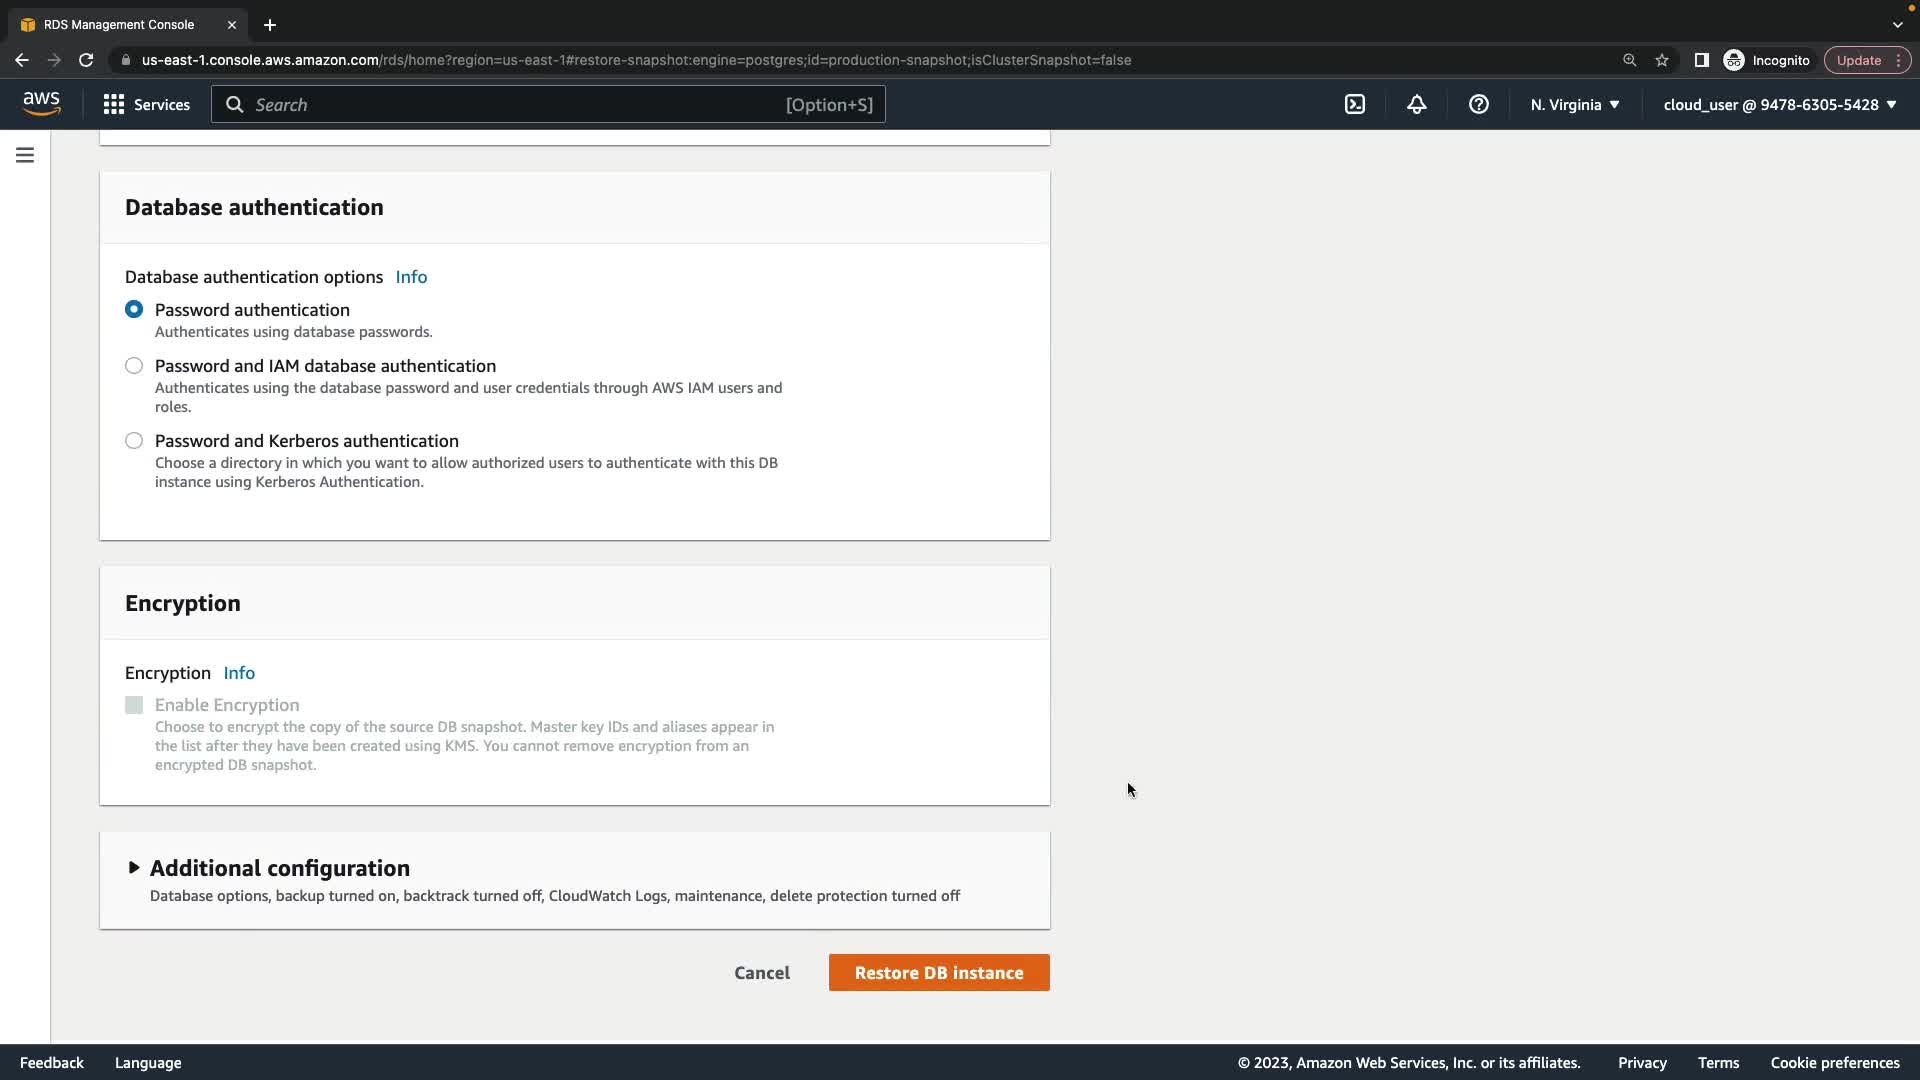 RDS Management Console
us-east-1.console.aws.amazon.com/rds/home?region=us-east-1#restore-snapshot:engine=postgres;id=production-snapshot;isClusterSnapshot=false
Incognito
Update
aws
Services
Search
[Option+S]
N. Virginia
cloud_user @ 9478-6305-5428
Database authentication
Database authentication options Info
Password authentication
Authenticates using database passwords.
Password and IAM database authentication
Authenticates using the database password and user credentials through AWS IAM users and
roles.
Password and Kerberos authentication
Choose a directory in which you want to allow authorized users to authenticate with this DB
instance using Kerberos Authentication.
Encryption
Encryption Info
Enable Encryption
Choose to encrypt the copy of the source DB snapshot. Master key IDs and aliases appear in
the list after they have been created using KMS. You cannot remove encryption from an
encrypted DB snapshot.
Additional configuration
Database options, backup turned on, backtrack turned off, CloudWatch Logs, maintenance, delete protection turned off
Cancel
Restore DB instance
Feedback
Language
© 2023, Amazon Web Services, Inc. or its affiliates.
Privacy
Terms
Cookie preferences